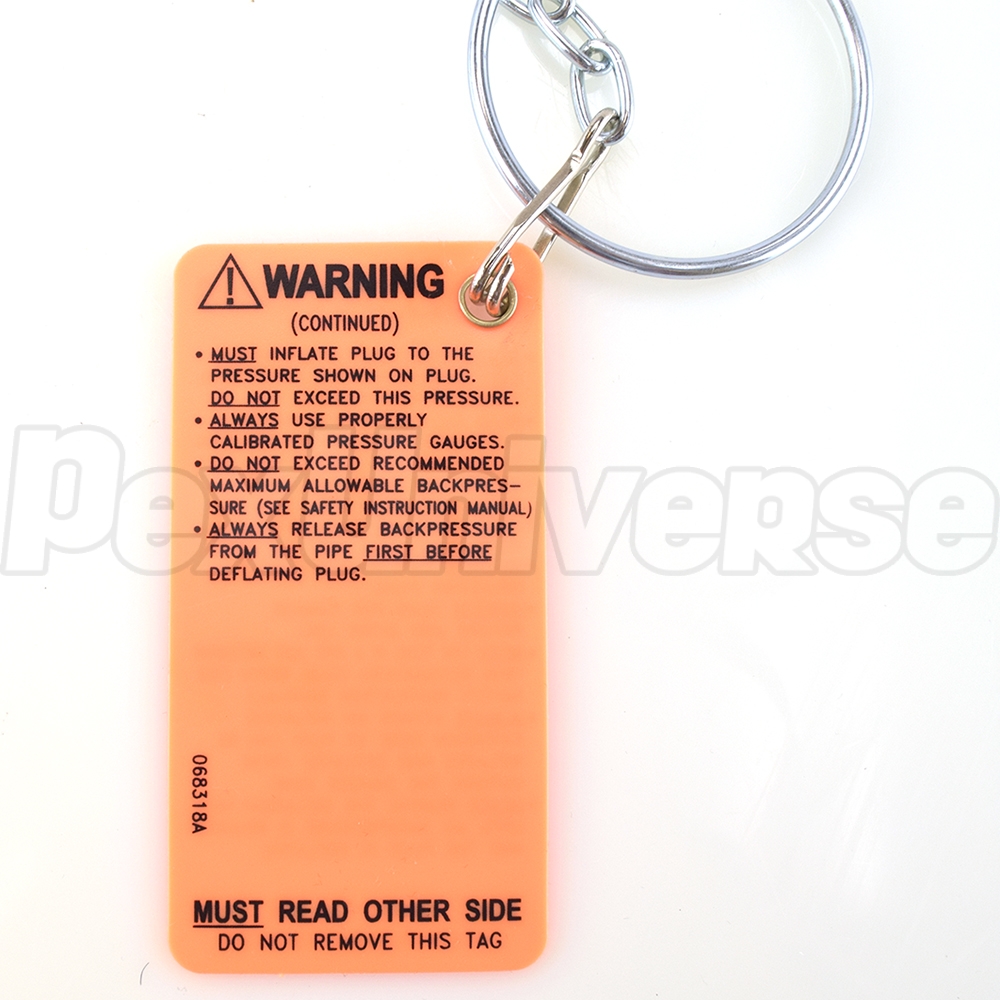 WARNING
(CONTINUED)
• MUST INFLATE PLUG TO THE
PRESSURE SHOWN ON PLUG.
DO NOT EXCEED THIS PRESSURE.
• ALWAYS USE PROPERLY
CALIBRATED PRESSURE GAUGES.
• DO NOT EXCEED RECOMMENDED
MAXIMUM ALLOWABLE BACKPRES-
SURE (SEE SAFETY INSTRUCTION MANUAL)
• ALWAYS RELEASE BACKPRESSURE
FROM THE PIPE FIRST BEFORE
DEFLATING PLUG.
068318A
MUST READ OTHER SIDE
DO NOT REMOVE THIS TAG
PexUniverse